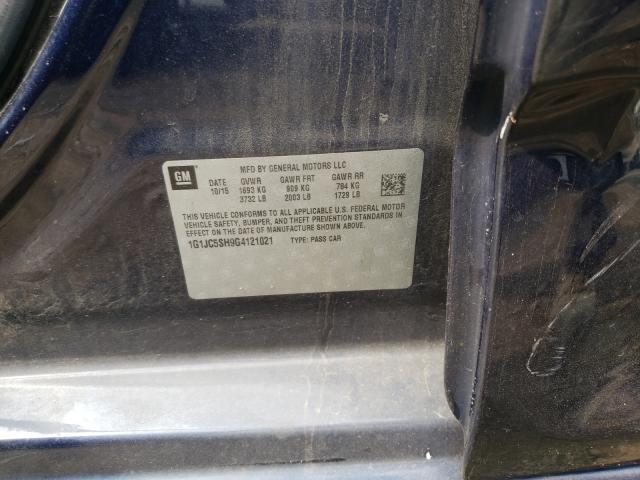 GM
MFD BY GENERAL MOTORS LLC
DATE GVWR GAWR FRT GAWR RR
10/15 1693 KG 909 KG 784 KG
3732 LB 2003 LB 1729 LB
THIS VEHICLE CONFORMS TO ALL APPLICABLE U.S. FEDERAL MOTOR
VEHICLE SAFETY, BUMPER, AND THEFT PREVENTION STANDARDS IN
EFFECT ON THE DATE OF MANUFACTURE SHOWN ABOVE.
1G1JC5SH9G4121021 TYPE: PASS CAR